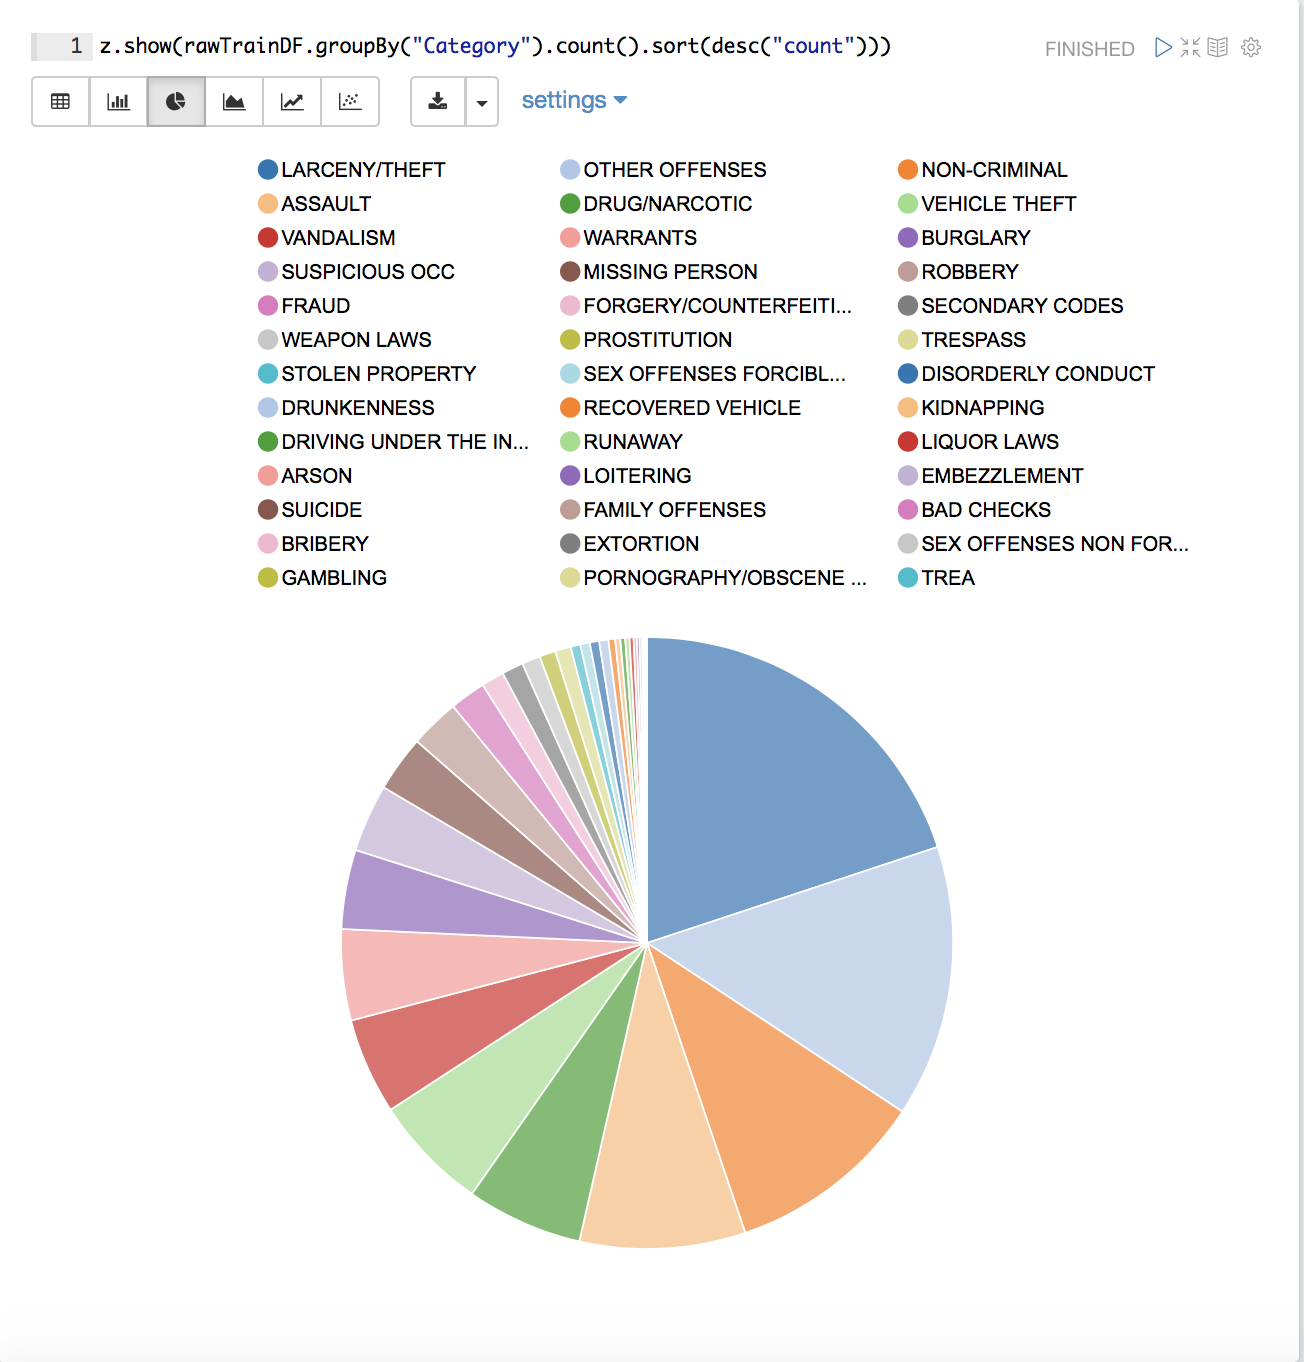 1 z.show(rawTrainDF.groupBy("Category").count().sort(desc("count")))
FINISHED
settings
LARCENY/THEFT OTHER OFFENSES NON-CRIMINAL
ASSAULT DRUG/NARCOTIC VEHICLE THEFT
VANDALISM WARRANTS BURGLARY
SUSPICIOUS OCC MISSING PERSON ROBBERY
FRAUD FORGERY/COUNTERFEITI... SECONDARY CODES
WEAPON LAWS PROSTITUTION TRESPASS
STOLEN PROPERTY SEX OFFENSES FORCIBL... DISORDERLY CONDUCT
DRUNKENNESS RECOVERED VEHICLE KIDNAPPING
DRIVING UNDER THE IN... RUNAWAY LIQUOR LAWS
ARSON LOITERING EMBEZZLEMENT
SUICIDE FAMILY OFFENSES BAD CHECKS
BRIBERY EXTORTION SEX OFFENSES NON FOR...
GAMBLING PORNOGRAPHY/OBSCENE ... TREA